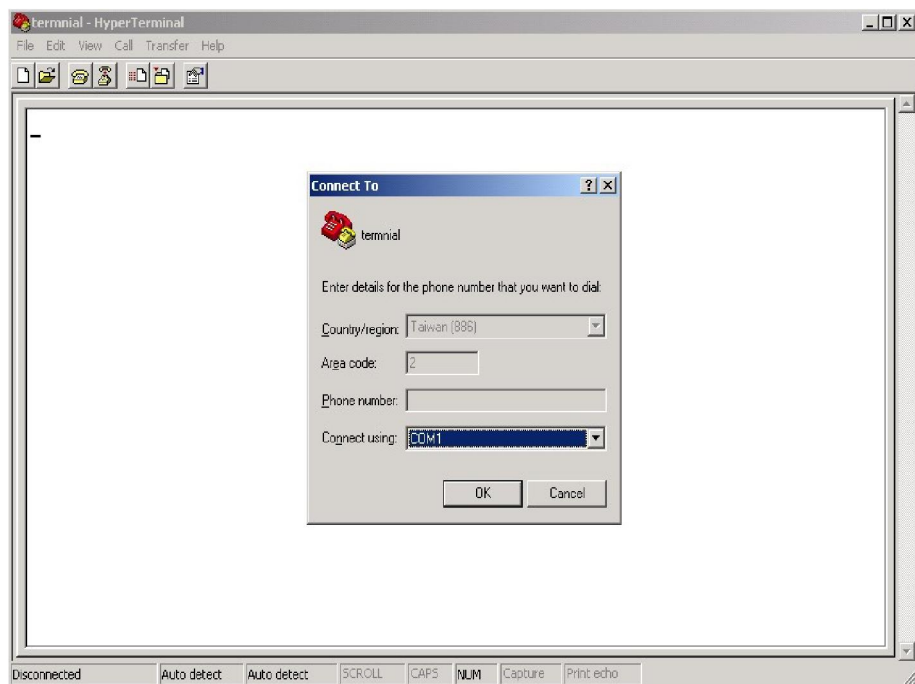 termnial - HyperTerminal
File Edit View Call Transfer Help
Connect To
termnial
Enter details for the phone number that you want to dial:
Country/region: Taiwan (886)
Area code: 2
Phone number:
Connect using: COM1
OK Cancel
Disconnected Auto detect Auto detect SCROLL CAPS NUM Capture Print echo